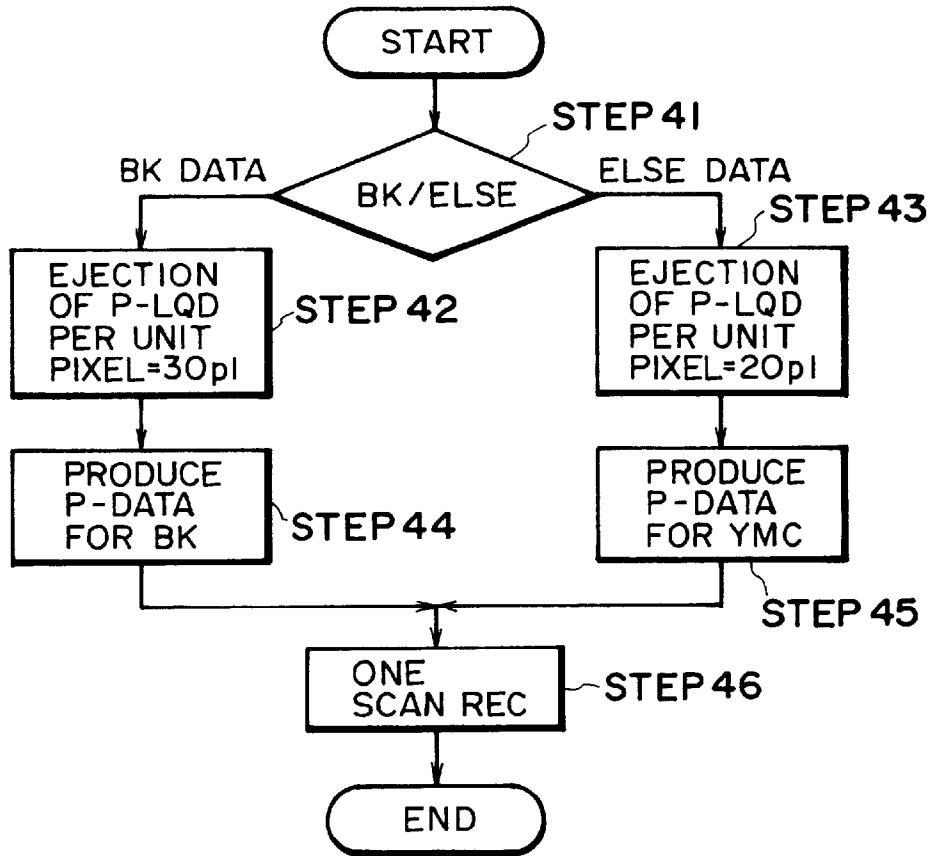 START
STEP 41
BK DATA
ELSE DATA
BK/ELSE
STEP 43
EJECTION
OF P-LQD
PER UNIT
PIXEL=30pl
STEP 42
EJECTION
OF P-LQD
PER UNIT
PIXEL=20pl
PRODUCE
P-DATA
FOR BK
STEP 44
PRODUCE
P-DATA
FOR YMC
STEP 45
ONE
SCAN REC
STEP 46
END